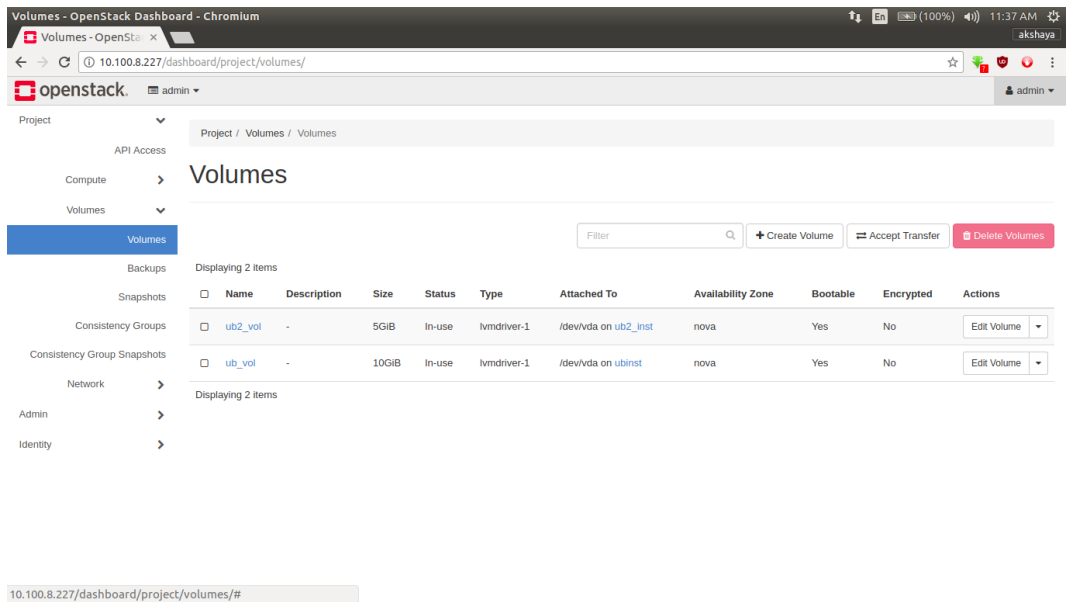 Volumes - OpenStack Dashboard - Chromium
En (100%) 11:37 AM
Volumes - OpenSta ×
akshaya
10.100.8.227/dashboard/project/volumes/
openstack. admin admin
Project
API Access
Compute
Volumes
Volumes
Backups
Snapshots
Consistency Groups
Consistency Group Snapshots
Network
Admin
Identity
Project / Volumes / Volumes
Volumes
Filter Create Volume Accept Transfer Delete Volumes
Displaying 2 items
Name Description Size Status Type Attached To Availability Zone Bootable Encrypted Actions
ub2_vol - 5GiB In-use lvmdriver-1 /dev/vda on ub2_inst nova Yes No Edit Volume
ub_vol - 10GiB In-use lvmdriver-1 /dev/vda on ubinst nova Yes No Edit Volume
Displaying 2 items
10.100.8.227/dashboard/project/volumes/#